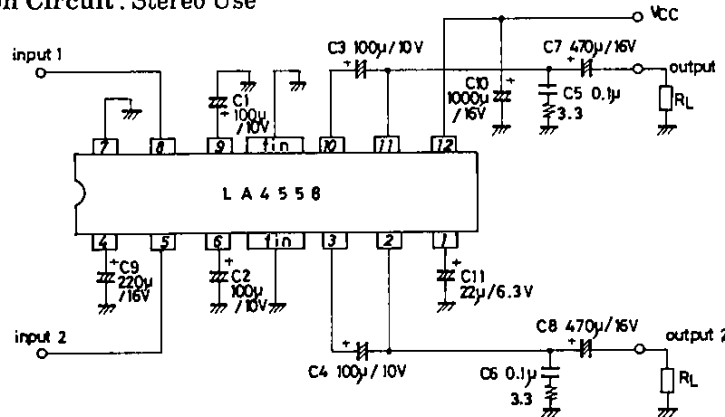 on Circuit : Stereo Use
VCC
C3 100µ/10V
C7 470µ/16V
input 1
output
C1
100µ
/10V
C10
1000µ
/16V
C5 0.1µ
3.3
RL
7 8 9 fin 10 11 12
LA4558
4 5 6 fin 3 2 1
C9
220µ
/16V
C2
100µ
/10V
C11
22µ/6.3V
input 2
C8 470µ/16V
output 2
C4 100µ/10V
C6 0.1µ
3.3
RL